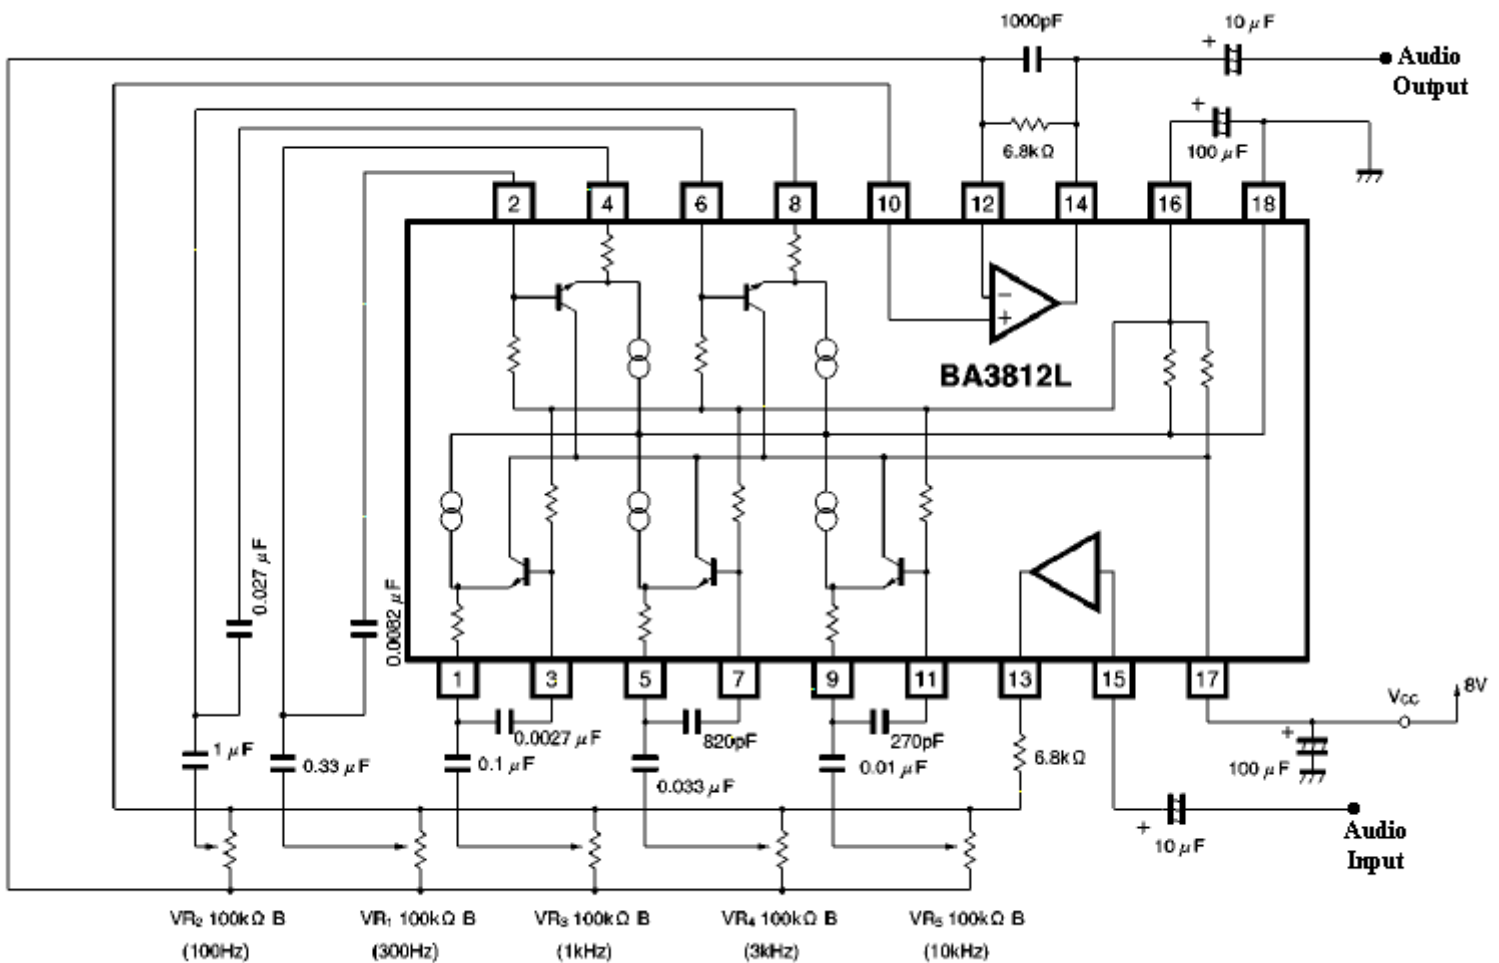 1000pF
10 μF
+
Audio
Output
+
100 μF
6.8kΩ
2
4
6
8
10
12
14
16
18
−
+
BA3812L
0.027 μF
0.0082 μF
1
3
5
7
9
11
13
15
17
Vcc
8V
+
100 μF
1 μF
0.33 μF
0.0027 μF
0.1 μF
820pF
0.033 μF
270pF
0.01 μF
6.8kΩ
+
10 μF
Audio
Input
VR₂ 100kΩ B
(100Hz)
VR₁ 100kΩ B
(300Hz)
VR₃ 100kΩ B
(1kHz)
VR₄ 100kΩ B
(3kHz)
VR₅ 100kΩ B
(10kHz)